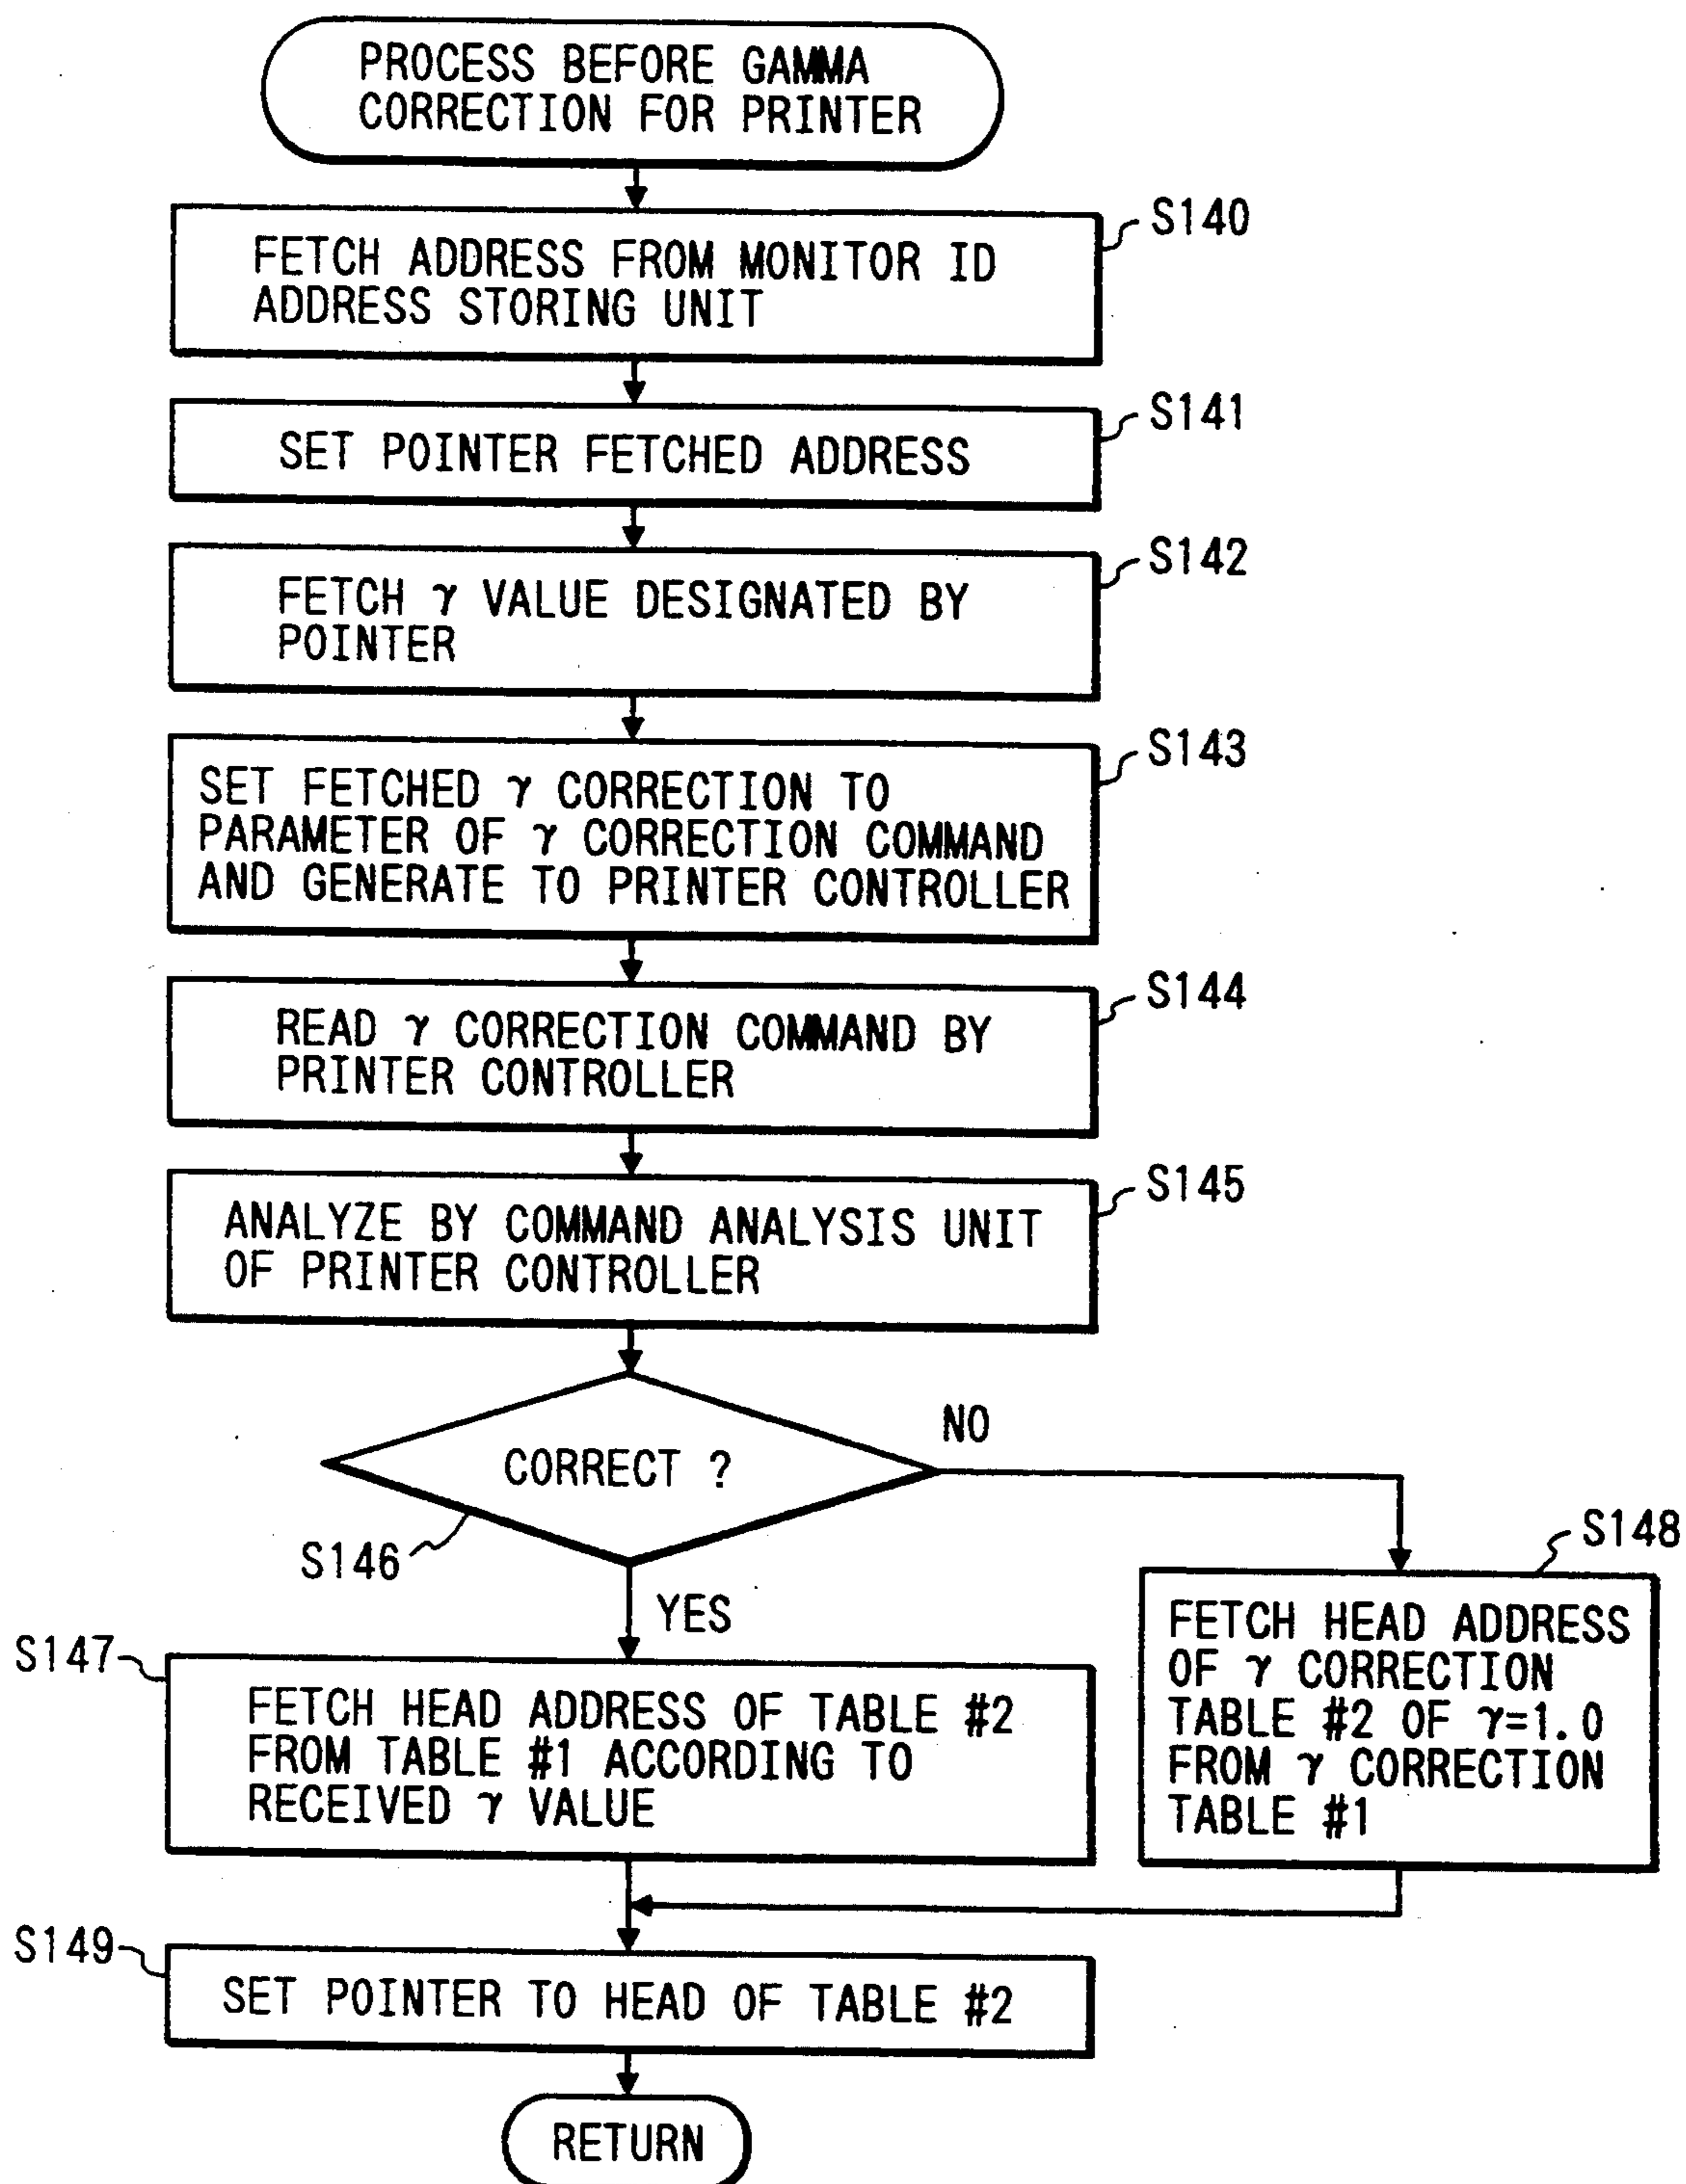 PROCESS BEFORE GAMMA
CORRECTION FOR PRINTER
S140
FETCH ADDRESS FROM MONITOR ID
ADDRESS STORING UNIT
S141
SET POINTER FETCHED ADDRESS
S142
FETCH γ VALUE DESIGNATED BY
POINTER
S143
SET FETCHED γ CORRECTION TO
PARAMETER OF γ CORRECTION COMMAND
AND GENERATE TO PRINTER CONTROLLER
S144
READ γ CORRECTION COMMAND BY
PRINTER CONTROLLER
S145
ANALYZE BY COMMAND ANALYSIS UNIT
OF PRINTER CONTROLLER
NO
CORRECT ?
S146
YES
S148
FETCH HEAD ADDRESS
OF γ CORRECTION
TABLE #2 OF γ=1.0
FROM γ CORRECTION
TABLE #1
S147
FETCH HEAD ADDRESS OF TABLE #2
FROM TABLE #1 ACCORDING TO
RECEIVED γ VALUE
S149
SET POINTER TO HEAD OF TABLE #2
RETURN